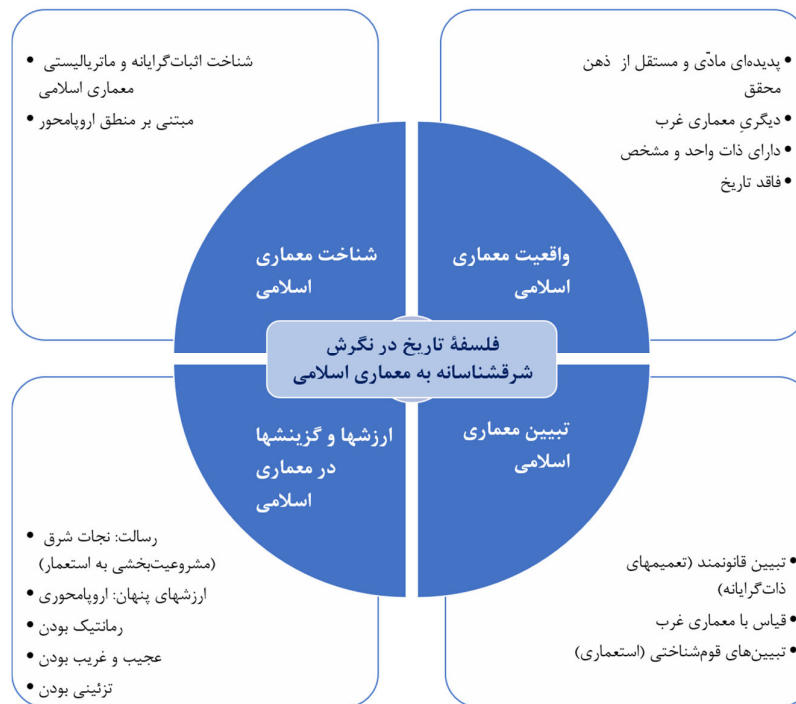 • پدیده‌ای مادّی و مستقل از ذهن
محقق
• دیگریِ معماری غرب
• دارای ذات واحد و مشخص
• فاقد تاریخ
• شناخت اثبات‌گرایانه و ماتریالیستی
معماری اسلامی
• مبتنی بر منطق اروپامحور
واقعیت معماری
اسلامی
شناخت معماری
اسلامی
فلسفهٔ تاریخ در نگرش
شرقشناسانه به معماری اسلامی
تبیین معماری
اسلامی
ارزشها و گزینشها
در معماری
اسلامی
• تبیین قانونمند (تعمیمهای
ذات‌گرایانه)
• قیاس با معماری غرب
• تبیین‌های قوم‌شناختی (استعماری)
• رسالت: نجات شرق
(مشروعیت‌بخشی به استعمار)
• ارزشهای پنهان: اروپامحوری
• رمانتیک بودن
• عجیب و غریب بودن
• تزئینی بودن